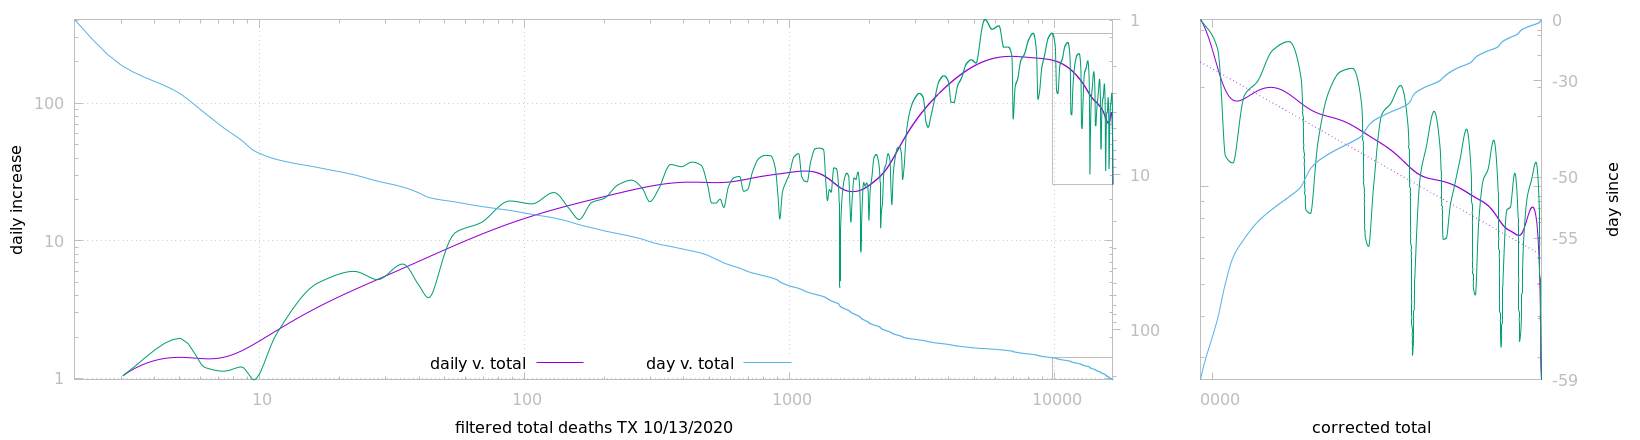 daily increase
100
10
1
daily v. total
day v. total
10
100
1000
10000
filtered total deaths TX 10/13/2020
1
10
100
0000
corrected total
0
-30
-50
-55
-59
day since